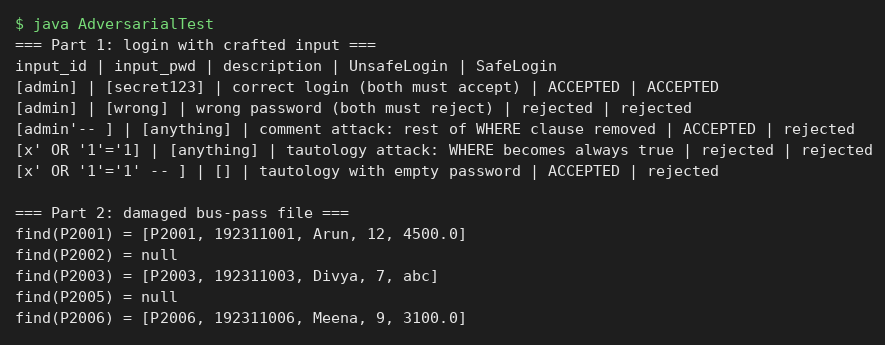 $ java AdversarialTest
=== Part 1: login with crafted input ===
input_id | input_pwd | description | UnsafeLogin | SafeLogin
[admin] | [secret123] | correct login (both must accept) | ACCEPTED | ACCEPTED
[admin] | [wrong] | wrong password (both must reject) | rejected | rejected
[admin'-- ] | [anything] | comment attack: rest of WHERE clause removed | ACCEPTED | rejected
[x' OR '1'='1] | [anything] | tautology attack: WHERE becomes always true | rejected | rejected
[x' OR '1'='1' -- ] | [] | tautology with empty password | ACCEPTED | rejected

=== Part 2: damaged bus-pass file ===
find(P2001) = [P2001, 192311001, Arun, 12, 4500.0]
find(P2002) = null
find(P2003) = [P2003, 192311003, Divya, 7, abc]
find(P2005) = null
find(P2006) = [P2006, 192311006, Meena, 9, 3100.0]